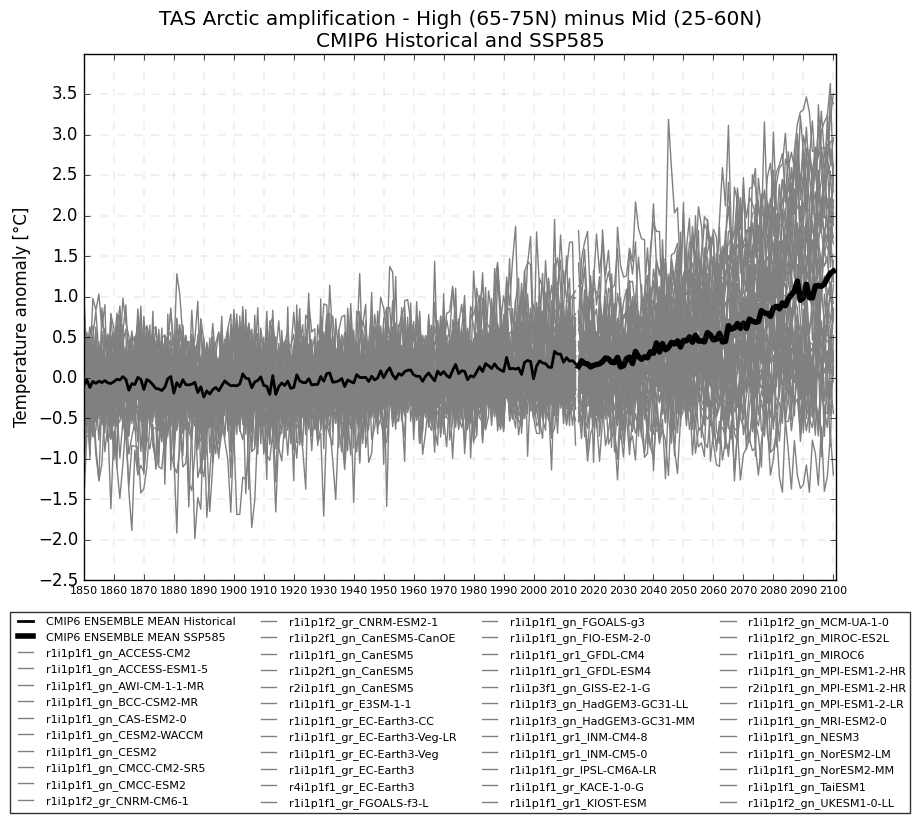 TAS Arctic amplification - High (65-75N) minus Mid (25-60N)
CMIP6 Historical and SSP585
Temperature anomaly [°C]
3.5
3.0
2.5
2.0
1.5
1.0
0.5
0.0
−0.5
−1.0
−1.5
−2.0
−2.5
1850 1860 1870 1880 1890 1900 1910 1920 1930 1940 1950 1960 1970 1980 1990 2000 2010 2020 2030 2040 2050 2060 2070 2080 2090 2100
CMIP6 ENSEMBLE MEAN Historical
CMIP6 ENSEMBLE MEAN SSP585
r1i1p1f1_gn_ACCESS-CM2
r1i1p1f1_gn_ACCESS-ESM1-5
r1i1p1f1_gn_AWI-CM-1-1-MR
r1i1p1f1_gn_BCC-CSM2-MR
r1i1p1f1_gn_CAS-ESM2-0
r1i1p1f1_gn_CESM2-WACCM
r1i1p1f1_gn_CESM2
r1i1p1f1_gn_CMCC-CM2-SR5
r1i1p1f1_gn_CMCC-ESM2
r1i1p1f2_gr_CNRM-CM6-1
r1i1p1f2_gr_CNRM-ESM2-1
r1i1p2f1_gn_CanESM5-CanOE
r1i1p1f1_gn_CanESM5
r1i1p2f1_gn_CanESM5
r2i1p1f1_gn_CanESM5
r1i1p1f1_gr_E3SM-1-1
r1i1p1f1_gr_EC-Earth3-CC
r1i1p1f1_gr_EC-Earth3-Veg-LR
r1i1p1f1_gr_EC-Earth3-Veg
r1i1p1f1_gr_EC-Earth3
r4i1p1f1_gr_EC-Earth3
r1i1p1f1_gr_FGOALS-f3-L
r1i1p1f1_gn_FGOALS-g3
r1i1p1f1_gn_FIO-ESM-2-0
r1i1p1f1_gr1_GFDL-CM4
r1i1p1f1_gr1_GFDL-ESM4
r1i1p3f1_gn_GISS-E2-1-G
r1i1p1f3_gn_HadGEM3-GC31-LL
r1i1p1f3_gn_HadGEM3-GC31-MM
r1i1p1f1_gr1_INM-CM4-8
r1i1p1f1_gr1_INM-CM5-0
r1i1p1f1_gr_IPSL-CM6A-LR
r1i1p1f1_gr_KACE-1-0-G
r1i1p1f1_gr1_KIOST-ESM
r1i1p1f2_gn_MCM-UA-1-0
r1i1p1f2_gn_MIROC-ES2L
r1i1p1f1_gn_MIROC6
r1i1p1f1_gn_MPI-ESM1-2-HR
r2i1p1f1_gn_MPI-ESM1-2-HR
r1i1p1f1_gn_MPI-ESM1-2-LR
r1i1p1f1_gn_MRI-ESM2-0
r1i1p1f1_gn_NESM3
r1i1p1f1_gn_NorESM2-LM
r1i1p1f1_gn_NorESM2-MM
r1i1p1f1_gn_TaiESM1
r1i1p1f2_gn_UKESM1-0-LL